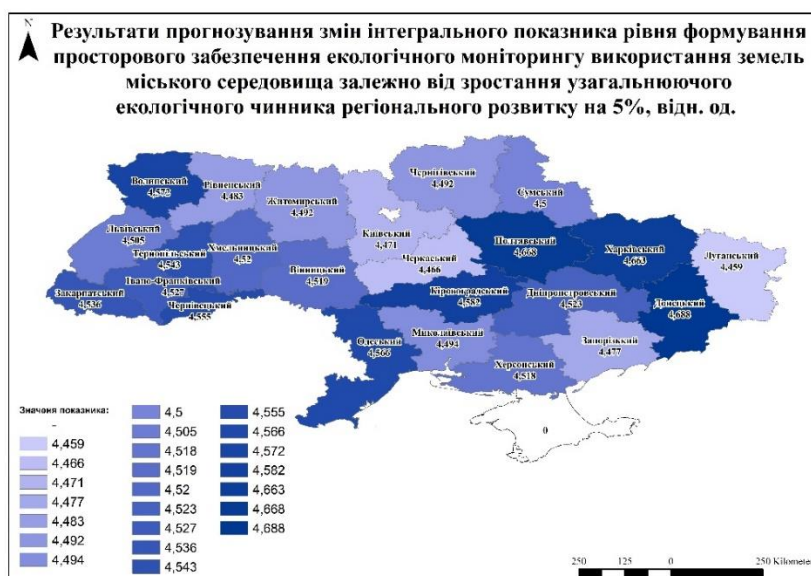 N
Результати прогнозування змін інтегрального показника рівня формування
просторового забезпечення екологічного моніторингу використання земель
міського середовища залежно від зростання узагальнюючого
екологічного чинника регіонального розвитку на 5%, відн. од.
Волинський
4,572
Рівненський
4,483
Житомирський
4,492
Чернігівський
4,492
Сумський
4,5
Київський
4,471
Львівський
4,505
Тернопільський
4,543
Хмельницький
4,52
Вінницький
4,519
Черкаський
4,466
Полтавський
4,668
Харківський
4,663
Луганський
4,459
Закарпатський
4,536
Івано-Франківський
4,527
Чернівецький
4,555
Кіровоградський
4,582
Дніпропетровський
4,523
Донецький
4,688
Одеський
4,566
Миколаївський
4,494
Запорізький
4,477
Херсонський
4,518
0
Значоня показника:
-
4,459
4,466
4,471
4,477
4,483
4,492
4,494
4,5
4,505
4,518
4,519
4,52
4,523
4,527
4,536
4,543
4,555
4,566
4,572
4,582
4,663
4,668
4,688
250 125 0 250 Kilometers